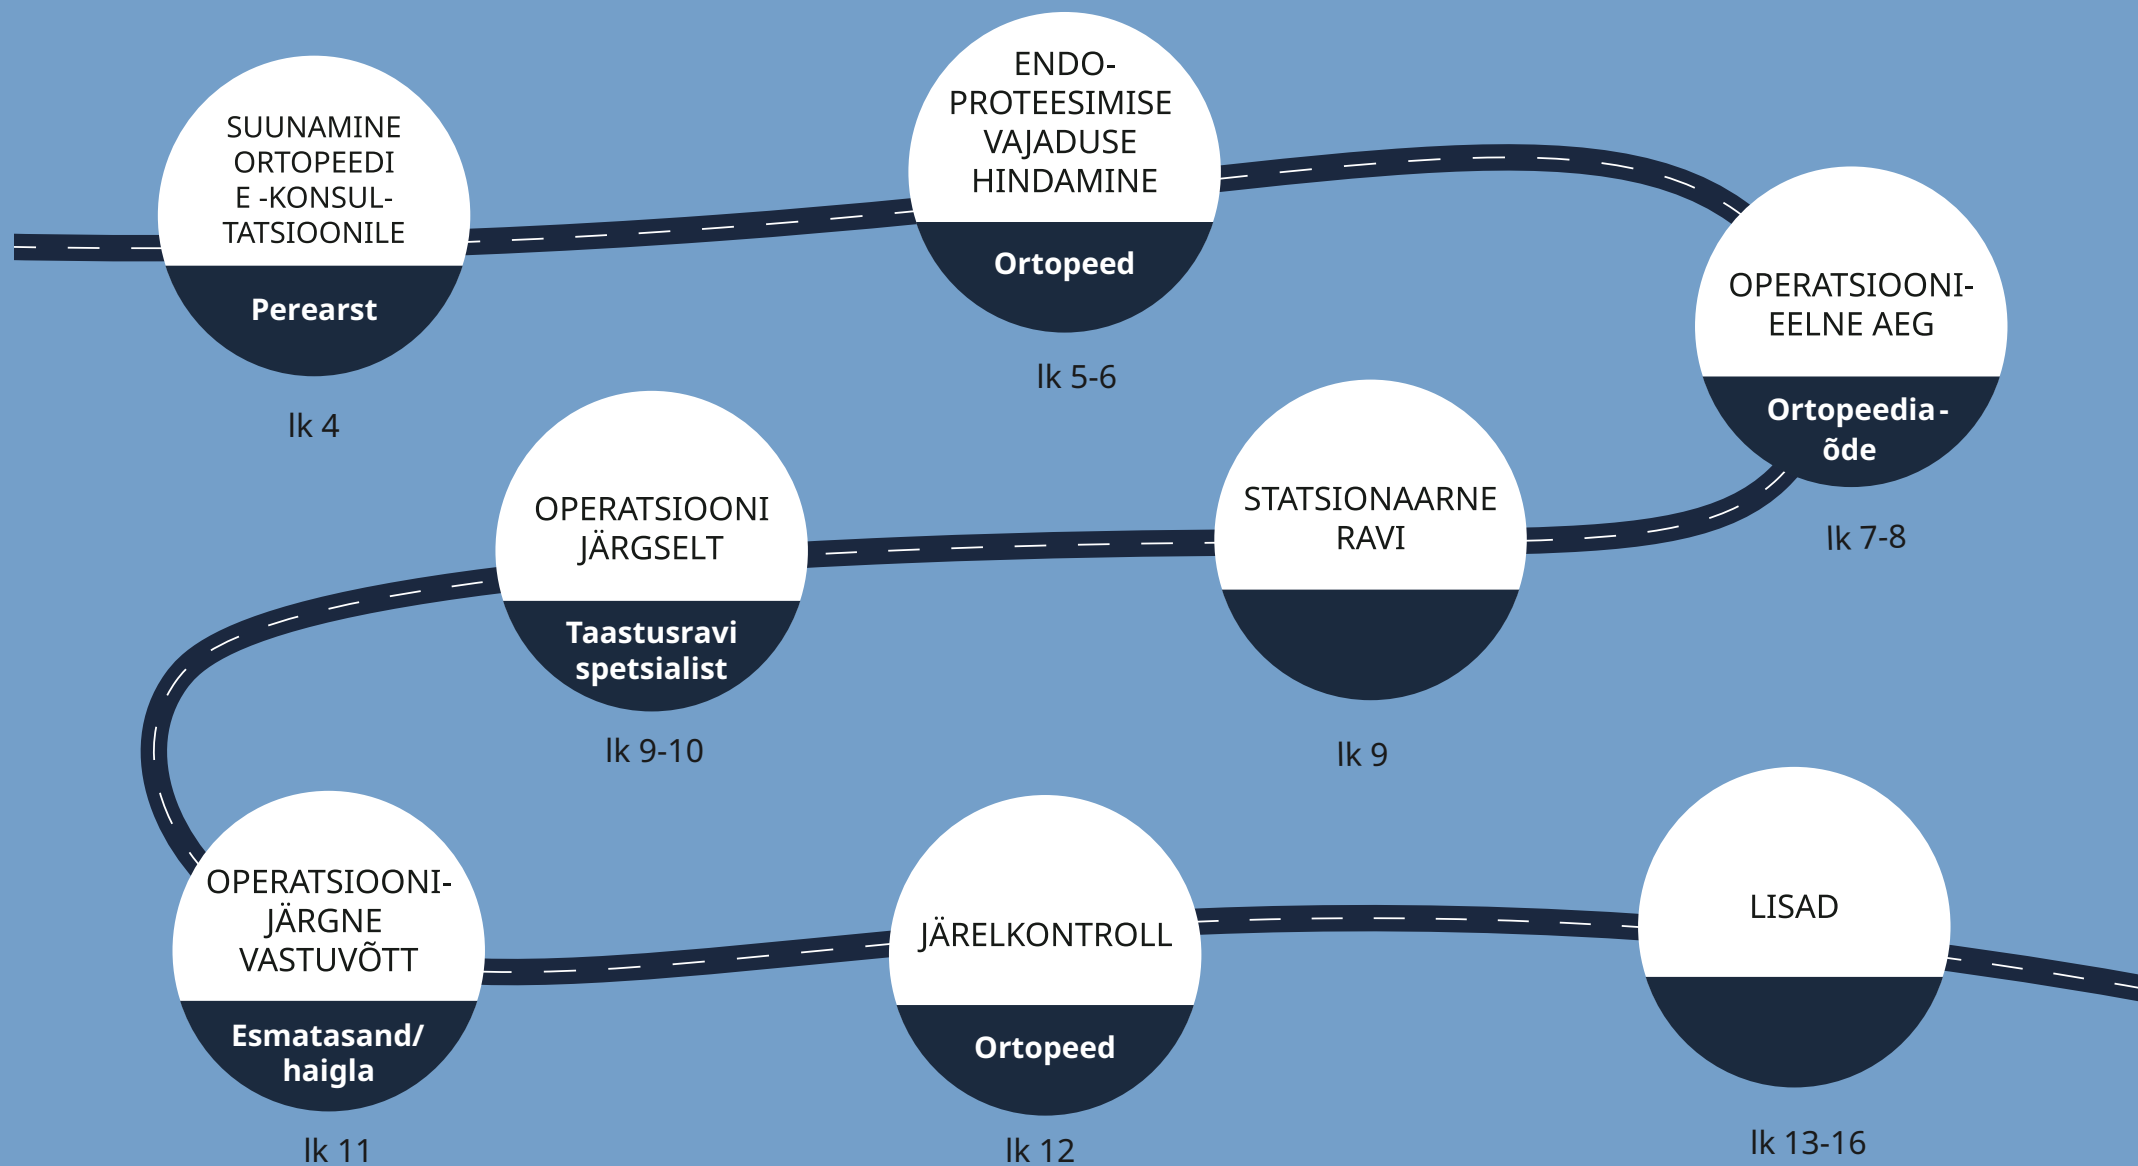 SUUNAMINE
ORTOPEEDI
E -KONSUL-
TATSIOONILE
Perearst
lk 4
ENDO-
PROTEESIMISE
VAJADUSE
HINDAMINE
Ortopeed
lk 5-6
OPERATSIOONI-
EELNE AEG
Ortopeedia-
õde
lk 7-8
STATSIONAARNE
RAVI
lk 9
OPERATSIOONI
JÄRGSELT
Taastusravi
spetsialist
lk 9-10
OPERATSIOONI-
JÄRGNE
VASTUVÕTT
Esmatasand/
haigla
lk 11
JÄRELKONTROLL
Ortopeed
lk 12
LISAD
lk 13-16